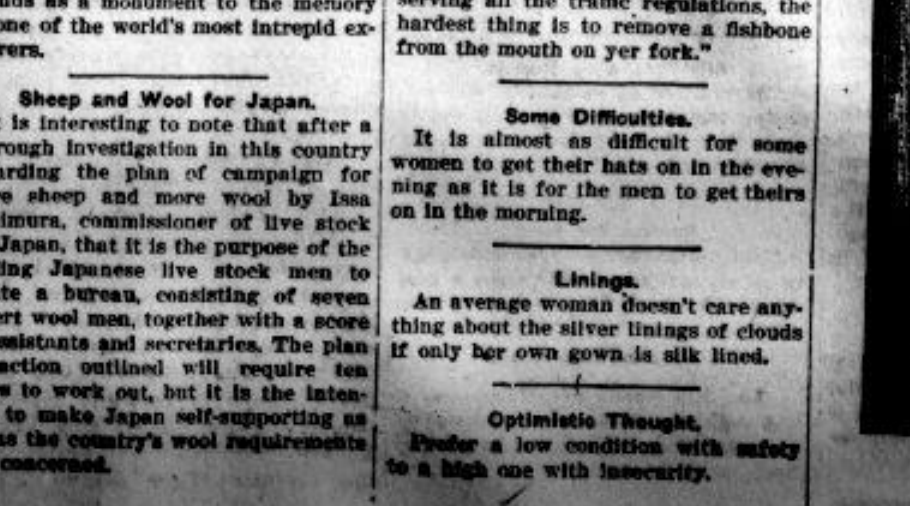 as a monument to the memory
one of the world's most intrepid ex-
rers.
Sheep and Wool for Japan.
is interesting to note that after a
rough investigation in this country
arding the plan of campaign for
e sheep and more wool by Issa
imura, commissioner of live stock
Japan, that it is the purpose of the
ing Japanese live stock men to
te a bureau, consisting of seven
ert wool men, together with a score
ssistants and secretaries. The plan
action outlined will require ten
s to work out, but it is the inten-
to make Japan self-supporting as
as the country's wool requirements
concerned.
serving all the traffic regulations, the
hardest thing is to remove a fishbone
from the mouth on yer fork."
Some Difficulties.
It is almost as difficult for some
women to get their hats on in the eve-
ning as it is for the men to get theirs
on in the morning.
Linings.
An average woman doesn't care any-
thing about the silver linings of clouds
if only her own gown is silk lined.
Optimistic Thought.
Prefer a low condition with safety
to a high one with insecurity.